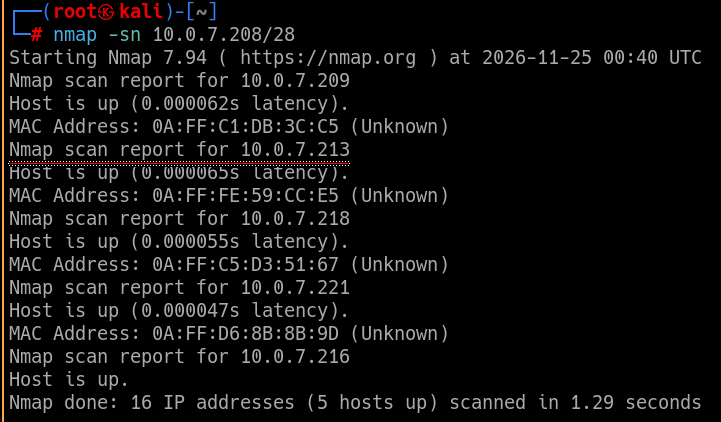 ┌──(root㉿kali)-[~]
└─# nmap -sn 10.0.7.208/28
Starting Nmap 7.94 ( https://nmap.org ) at 2026-11-25 00:40 UTC
Nmap scan report for 10.0.7.209
Host is up (0.000062s latency).
MAC Address: 0A:FF:C1:DB:3C:C5 (Unknown)
Nmap scan report for 10.0.7.213
Host is up (0.000065s latency).
MAC Address: 0A:FF:FE:59:CC:E5 (Unknown)
Nmap scan report for 10.0.7.218
Host is up (0.000055s latency).
MAC Address: 0A:FF:C5:D3:51:67 (Unknown)
Nmap scan report for 10.0.7.221
Host is up (0.000047s latency).
MAC Address: 0A:FF:D6:8B:8B:9D (Unknown)
Nmap scan report for 10.0.7.216
Host is up.
Nmap done: 16 IP addresses (5 hosts up) scanned in 1.29 seconds